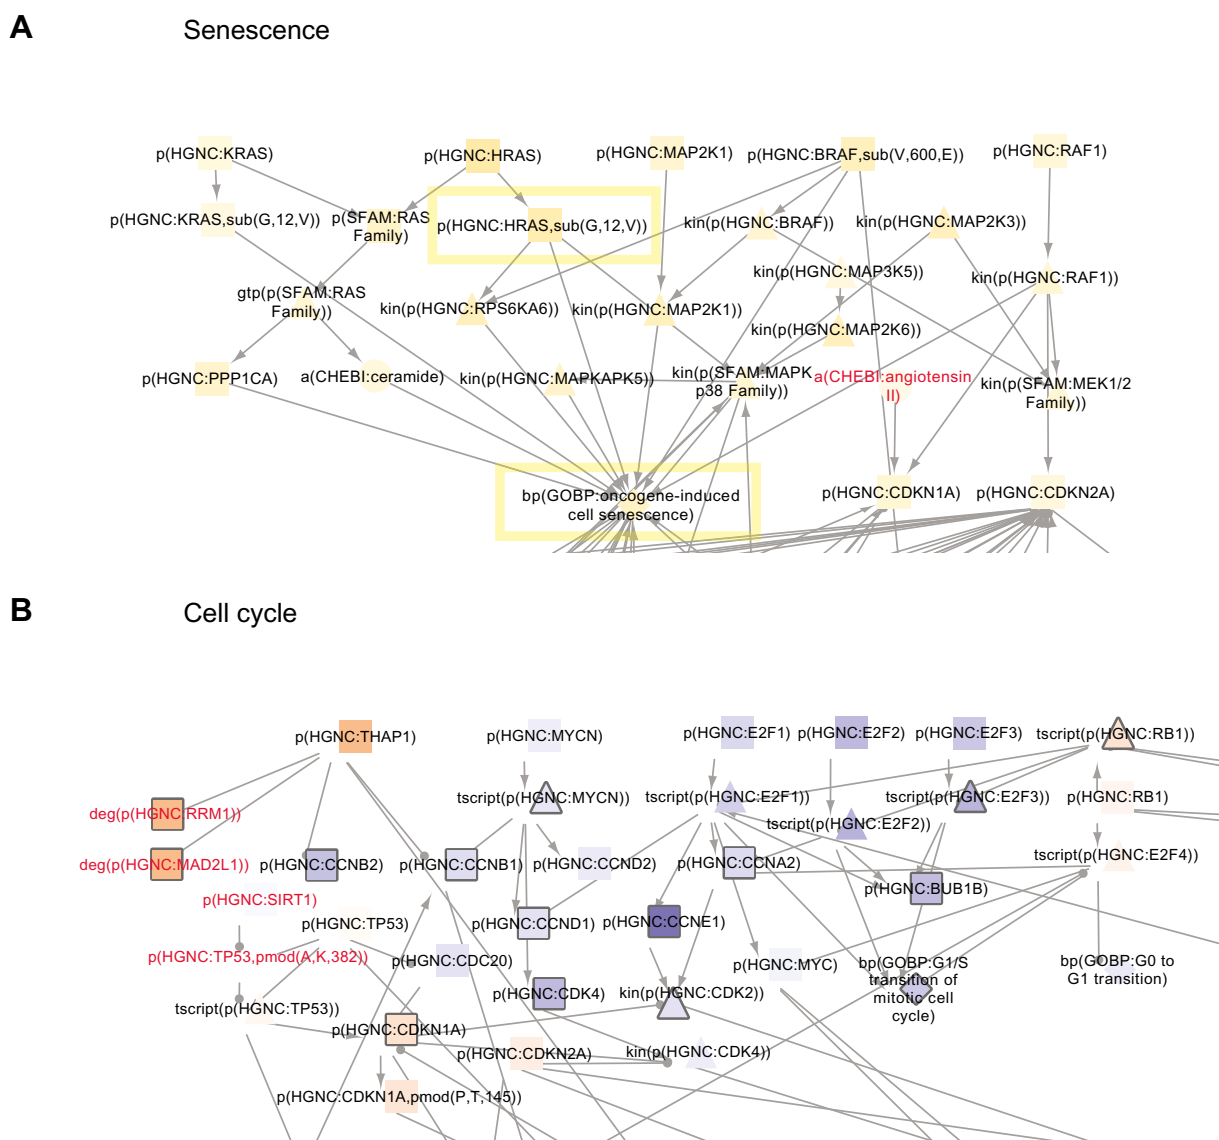 A
Senescence
p(HGNC:KRAS)
p(HGNC:HRAS)
p(HGNC:MAP2K1)
p(HGNC:BRAF,sub(V,600,E))
p(HGNC:RAF1)
p(HGNC:KRAS,sub(G,12,V))
p(SFAM:RAS
Family)
p(HGNC:HRAS,sub(G,12,V))
kin(p(HGNC:BRAF))
kin(p(HGNC:MAP2K3))
kin(p(HGNC:MAP3K5))
kin(p(HGNC:RAF1))
gtp(p(SFAM:RAS
Family))
kin(p(HGNC:RPS6KA6))
kin(p(HGNC:MAP2K1))
kin(p(HGNC:MAP2K6))
p(HGNC:PPP1CA)
a(CHEBI:ceramide)
kin(p(HGNC:MAPKAPK5))
kin(p(SFAM:MAPK
p38 Family))
a(CHEBI:angiotensin
II)
kin(p(SFAM:MEK1/2
Family))
bp(GOBP:oncogene-induced
cell senescence)
p(HGNC:CDKN1A)
p(HGNC:CDKN2A)
B
Cell cycle
p(HGNC:THAP1)
p(HGNC:MYCN)
p(HGNC:E2F1)
p(HGNC:E2F2)
p(HGNC:E2F3)
tscript(p(HGNC:RB1))
deg(p(HGNC:RRM1))
tscript(p(HGNC:MYCN))
tscript(p(HGNC:E2F1))
tscript(p(HGNC:E2F2))
tscript(p(HGNC:E2F3))
p(HGNC:RB1)
deg(p(HGNC:MAD2L1))
p(HGNC:CCNB2)
p(HGNC:CCNB1)
p(HGNC:CCND2)
p(HGNC:CCNA2)
tscript(p(HGNC:E2F4))
p(HGNC:BUB1B)
p(HGNC:SIRT1)
p(HGNC:TP53)
p(HGNC:CCND1)
p(HGNC:CCNE1)
p(HGNC:TP53,pmod(A,K,382))
p(HGNC:CDC20)
p(HGNC:MYC)
bp(GOBP:G1/S
transition of
mitotic cell
cycle)
bp(GOBP:G0 to
G1 transition)
tscript(p(HGNC:TP53))
p(HGNC:CDK4)
kin(p(HGNC:CDK2))
p(HGNC:CDKN1A)
p(HGNC:CDKN2A)
kin(p(HGNC:CDK4))
p(HGNC:CDKN1A,pmod(P,T,145))